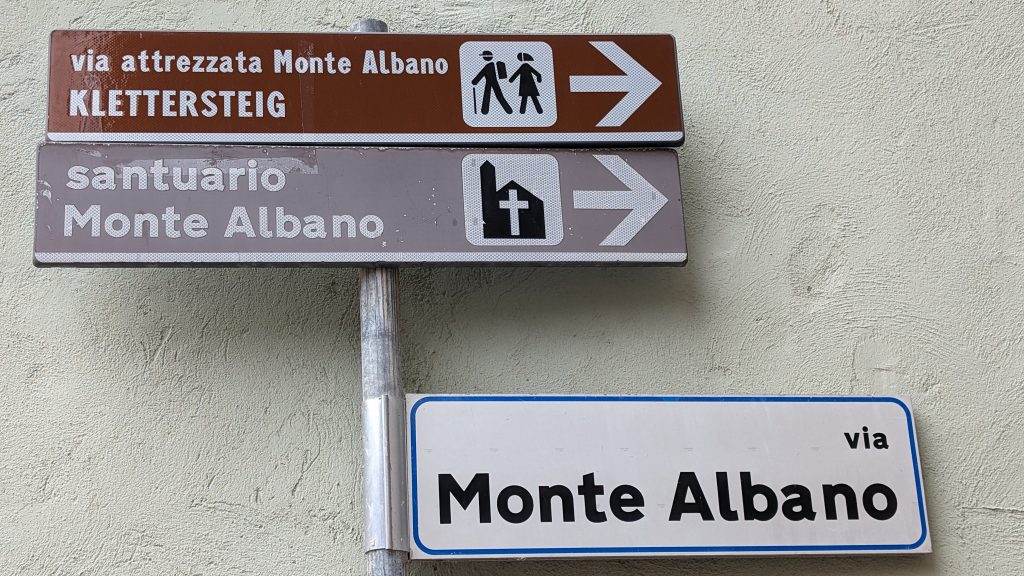 via attrezzata Monte Albano
KLETTERSTEIG
santuario
Monte Albano
via
Monte Albano